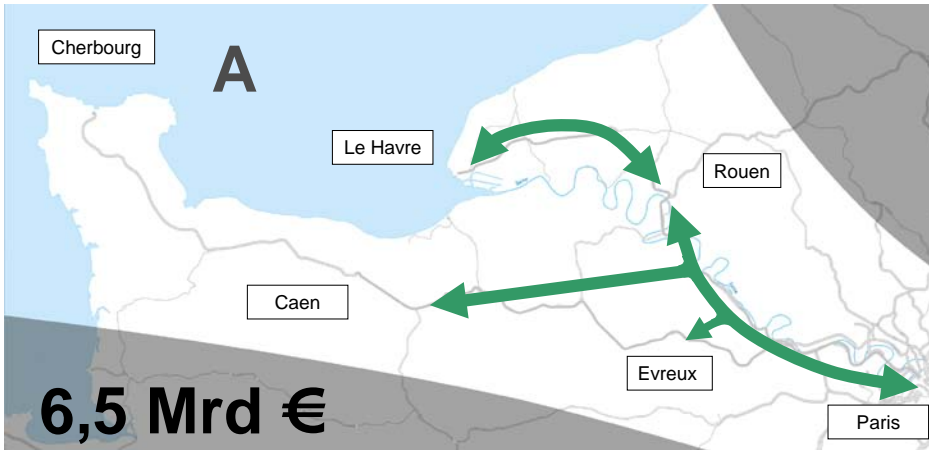 Cherbourg
A
Le Havre
Rouen
Caen
Evreux
6,5 Mrd €
Paris